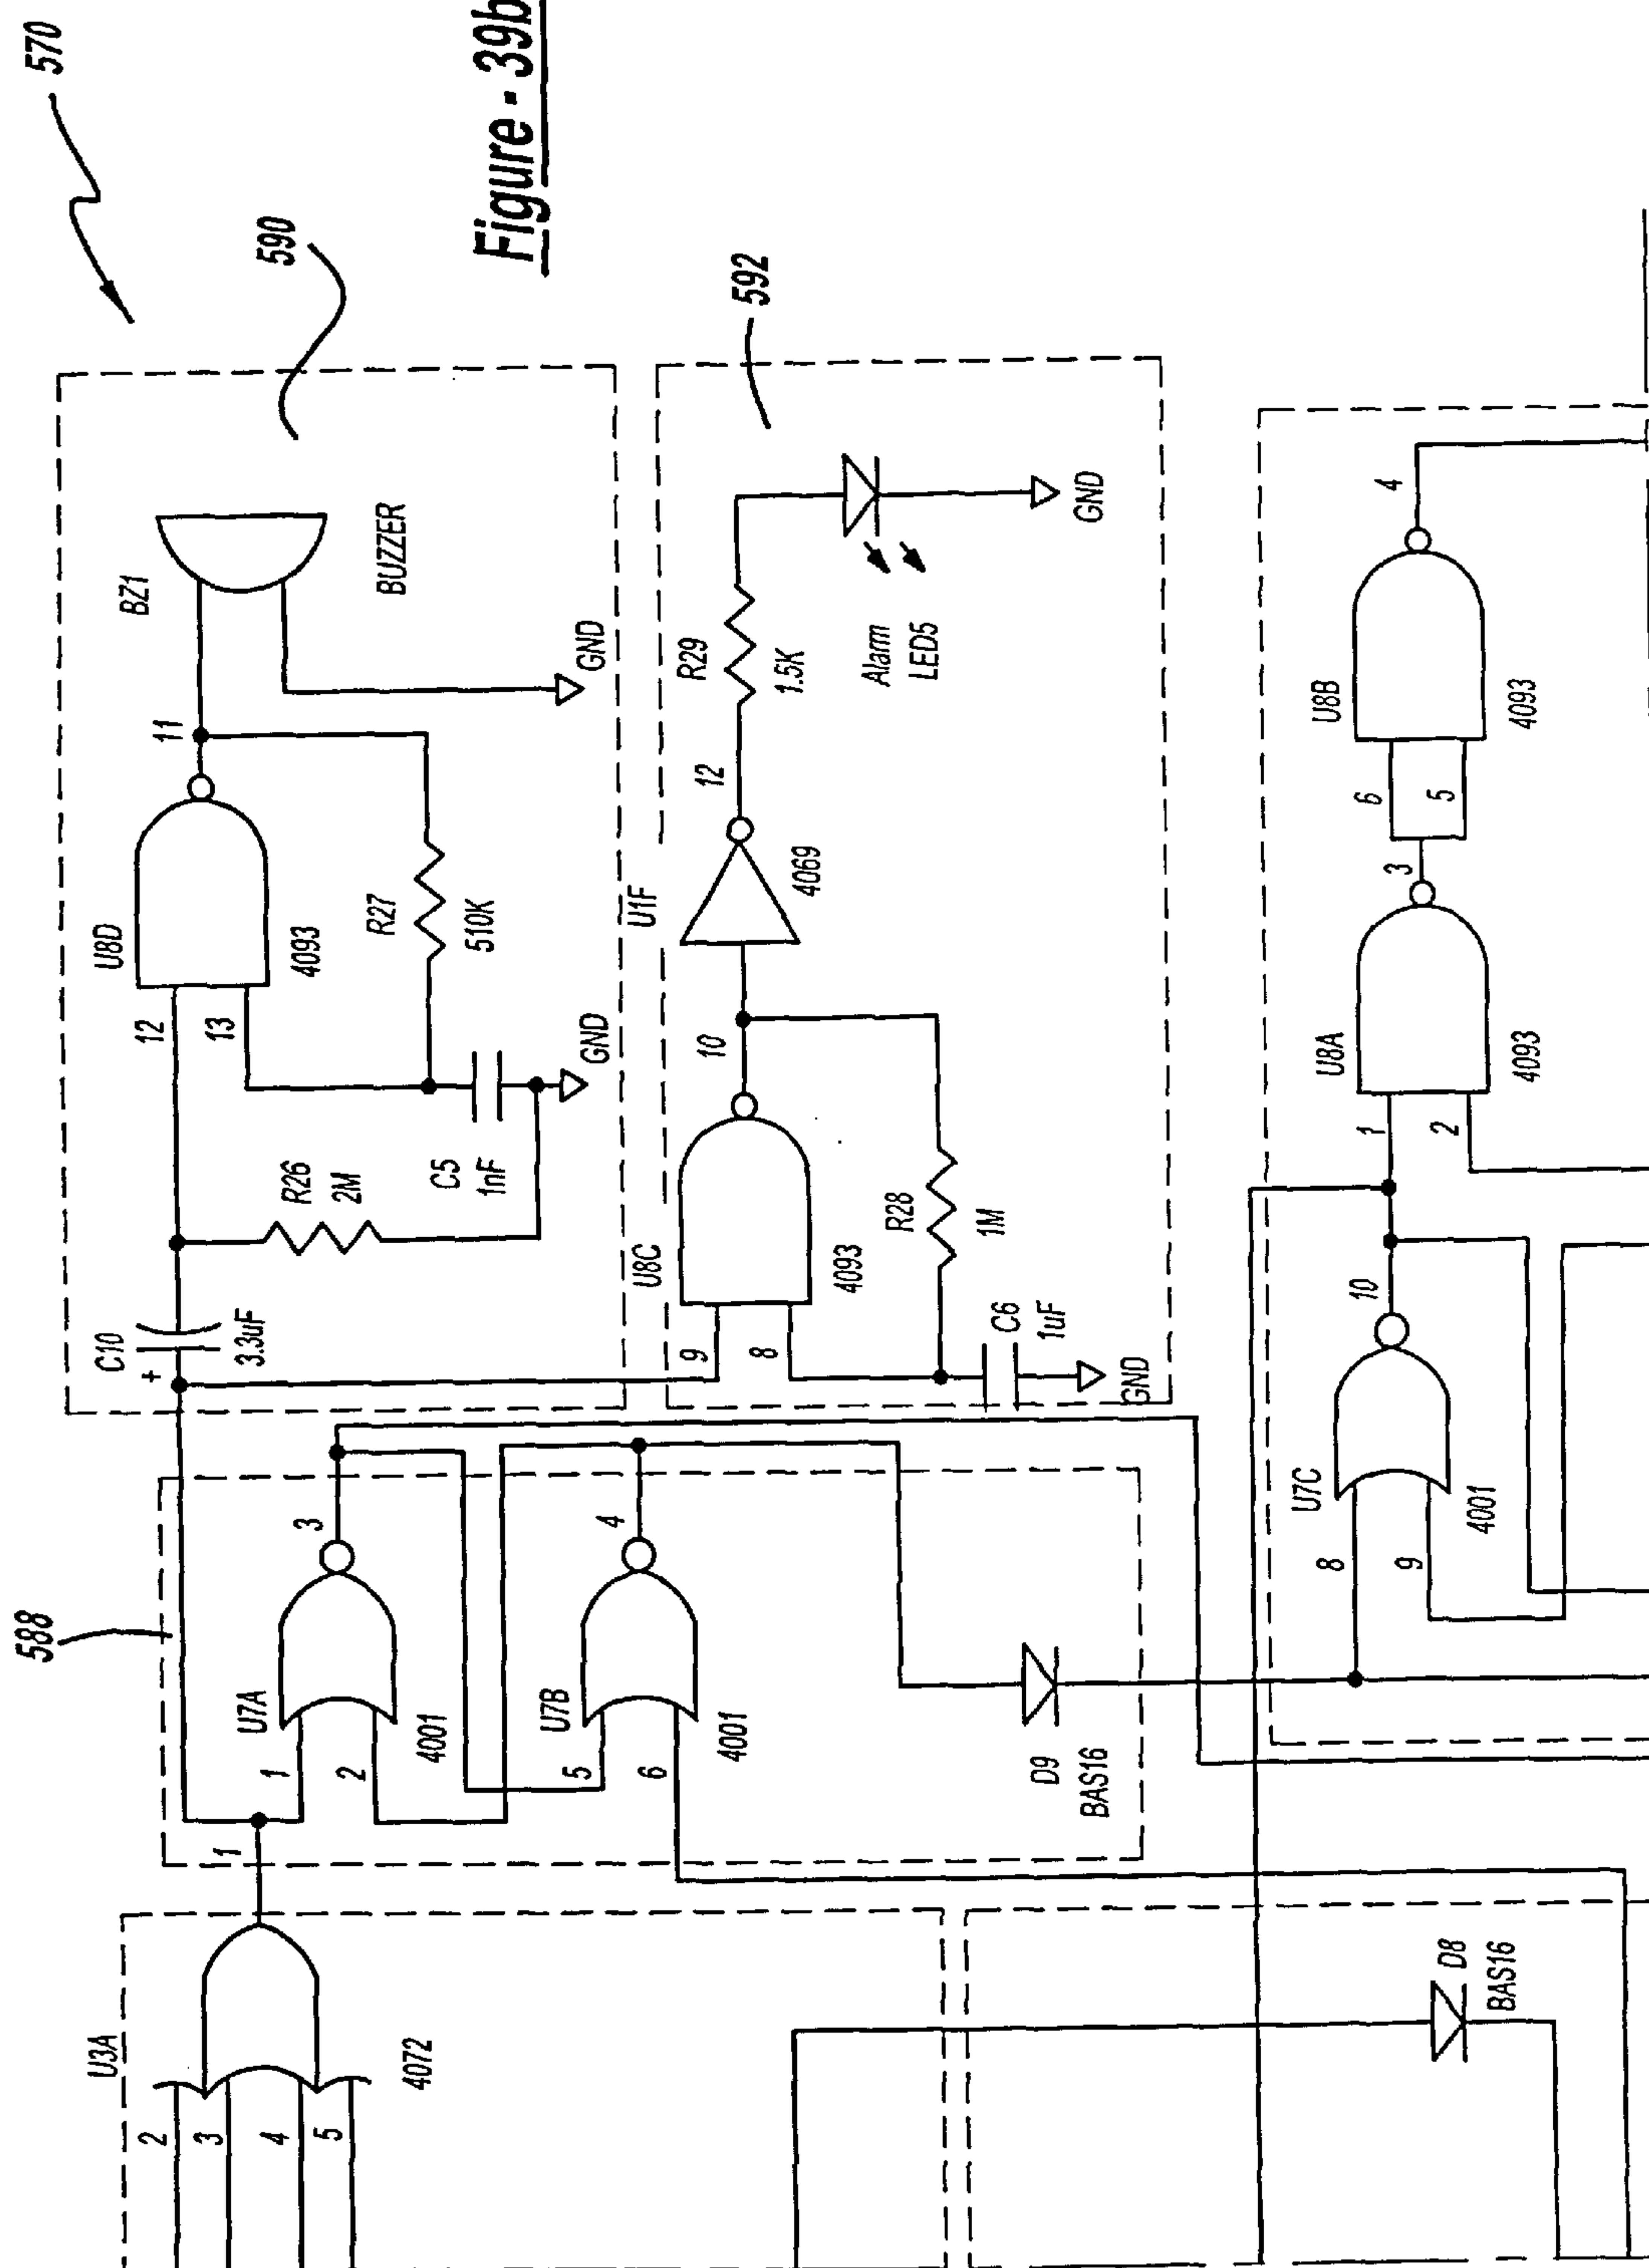 570
Figure - 39b
590
BZ1
BUZZER
11
GND
U8D
4093
12
13
R27
510K
GND
R26
2M
C5
1nF
C10
+
3.3uF
592
R29
1.5K
Alarm
LED5
GND
12
U1F
4069
10
U8C
4093
9
8
R28
1M
C6
1uF
GND
588
U7A
4001
1
2
3
U7B
4001
5
6
4
D9
BAS16
1
U3A
4072
2
3
4
5
D8
BAS16
U7C
4001
8
9
10
U8A
4093
1
2
3
U8B
4093
6
5
4